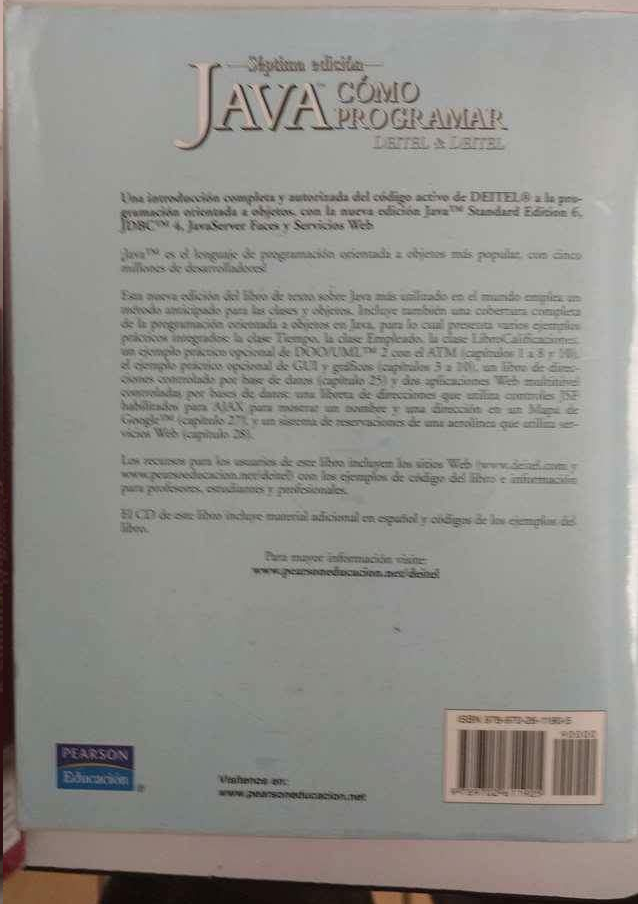 Séptima edición
JAVA™ CÓMO
PROGRAMAR
DEITEL & DEITEL
Una introducción completa y autorizada del código activo de DEITEL® a la pro-
gramación orientada a objetos, con la nueva edición Java™ Standard Edition 6,
JDBC™ 4, JavaServer Faces y Servicios Web
¡Java™ es el lenguaje de programación orientada a objetos más popular, con cinco
millones de desarrolladores!
Esta nueva edición del libro de texto sobre Java más utilizado en el mundo emplea un
método anticipado para las clases y objetos. Incluye también una cobertura completa
de la programación orientada a objetos en Java, para lo cual presenta varios ejemplos
prácticos integrados: la clase Tiempo, la clase Empleado, la clase LibroCalificaciones,
un ejemplo práctico opcional de DOO/UML™ 2 con el ATM (capítulos 1 a 8 y 10),
el ejemplo práctico opcional de GUI y gráficos (capítulos 3 a 10), un libro de direc-
ciones controlado por base de datos (capítulo 25) y dos aplicaciones Web multinivel
controladas por bases de datos: una libreta de direcciones que utiliza controles JSF
habilitados para AJAX para mostrar un nombre y una dirección en un Mapa de
Google™ (capítulo 27), y un sistema de reservaciones de una aerolínea que utiliza ser-
vicios Web (capítulo 28).
Los recursos para los usuarios de este libro incluyen los sitios Web (www.deitel.com y
www.pearsoneducacion.net/deitel) con los ejemplos de código del libro e información
para profesores, estudiantes y profesionales.
El CD de este libro incluye material adicional en español y códigos de los ejemplos del
libro.
Para mayor información visite:
www.pearsoneducacion.net/deitel
PEARSON
Educación
®
Visítenos en:
www.pearsoneducacion.net
ISBN 978-970-26-1190-5
90000